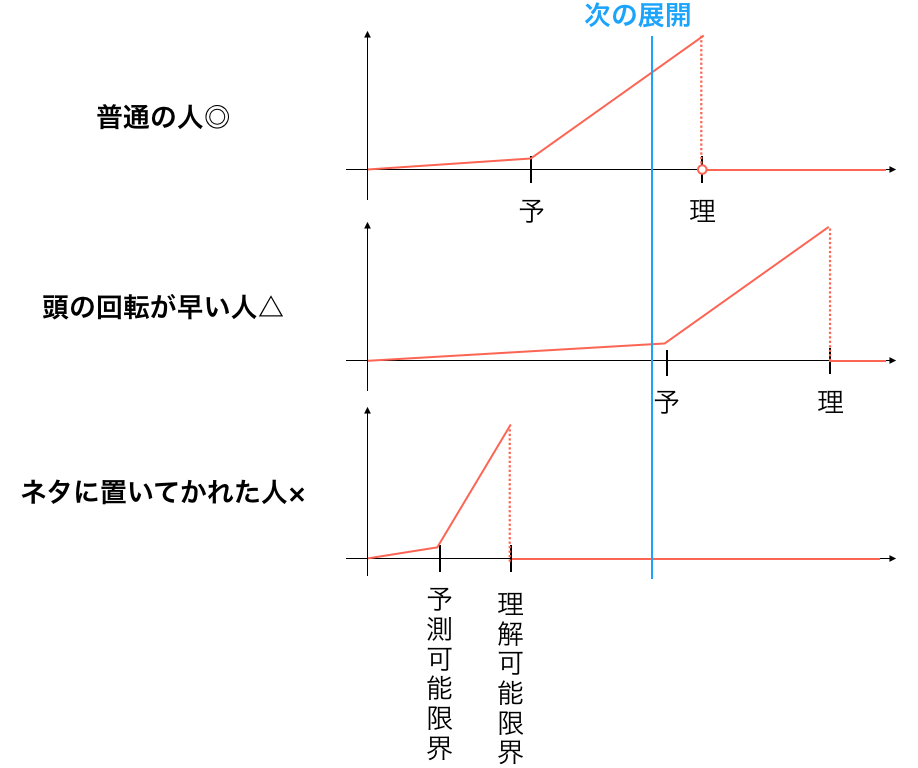 次の展開
普通の人◎
予
理
頭の回転が早い人△
予
理
ネタに置いてかれた人×
予測可能限界
理解可能限界